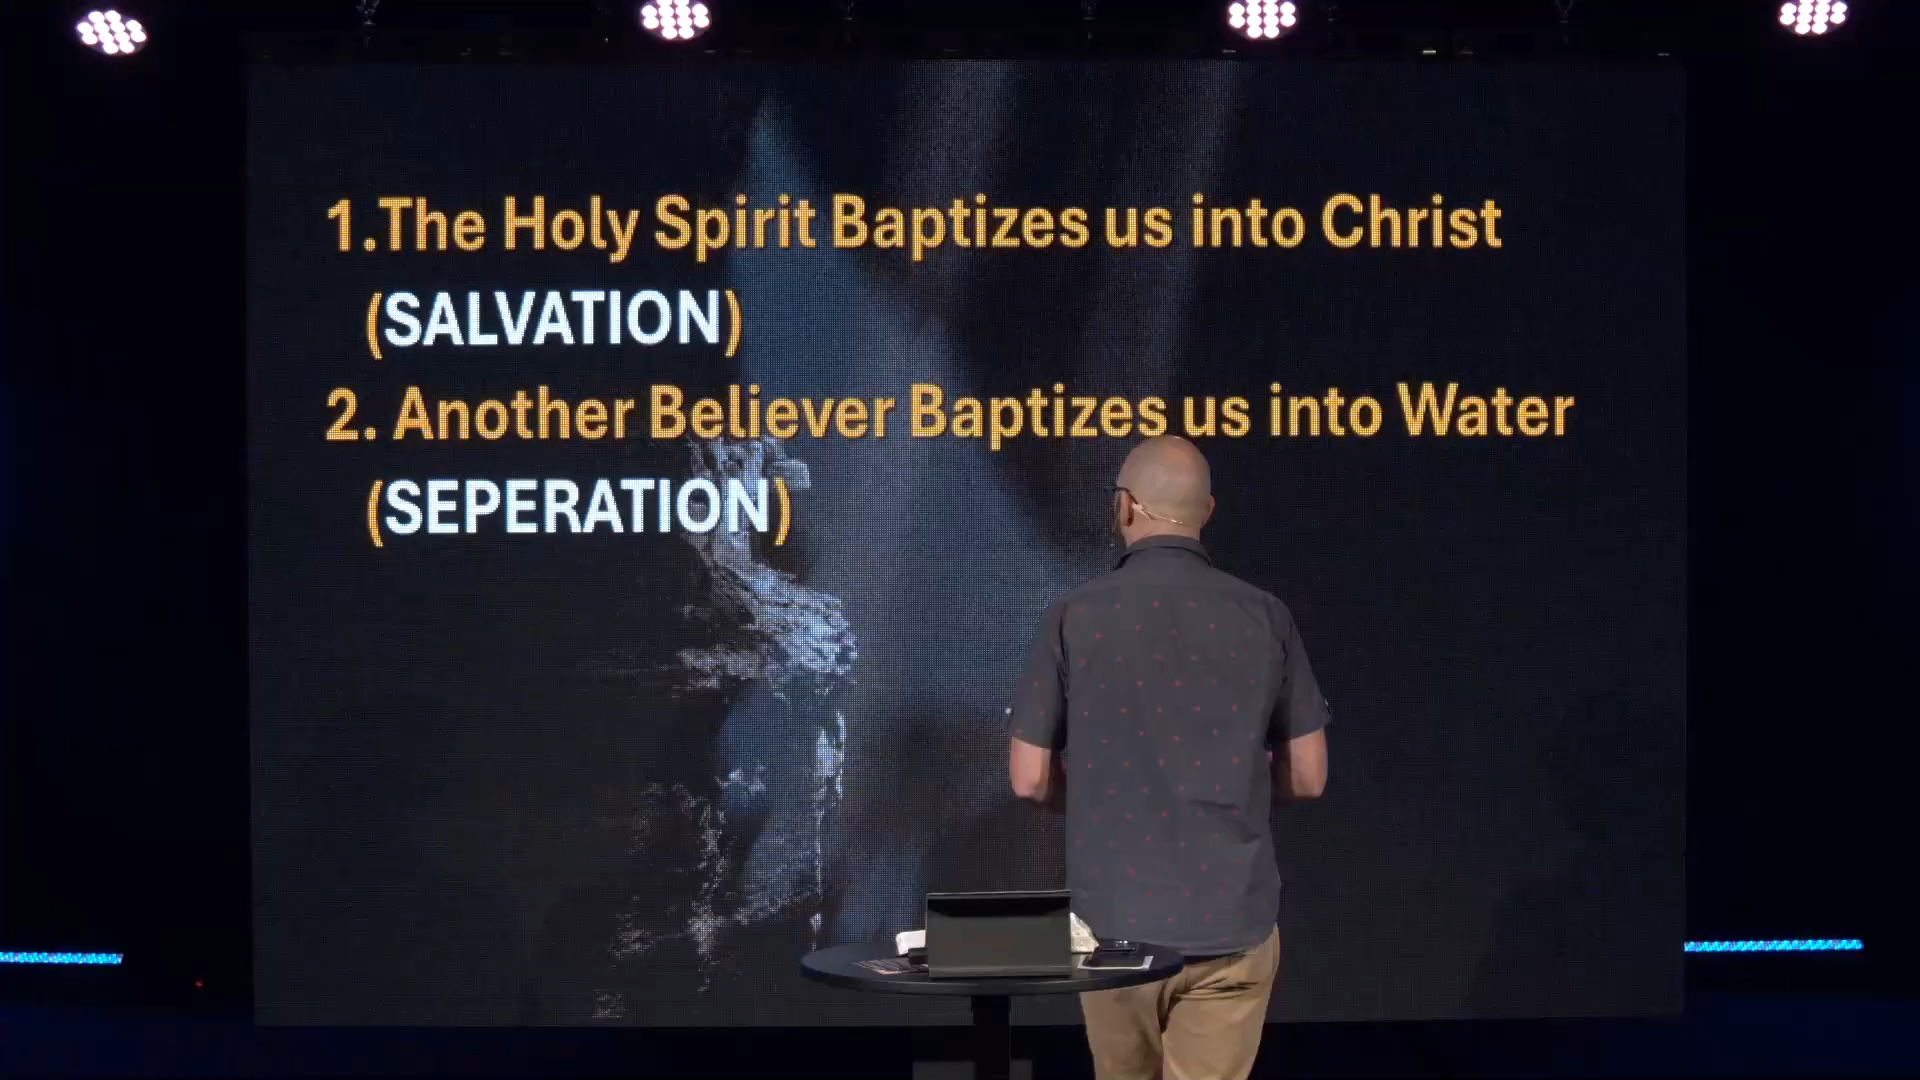 1.The Holy Spirit Baptizes us into Christ
(SALVATION)
2. Another Believer Baptizes us into Water
(SEPERATION)